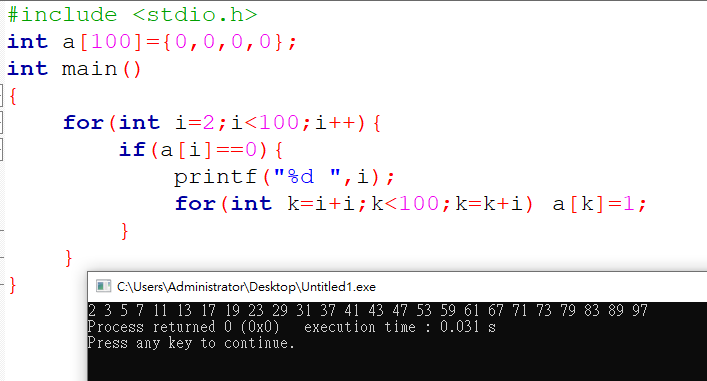 #include <stdio.h>
int a[100]={0,0,0,0};
int main()
{
    for(int i=2;i<100;i++){
        if(a[i]==0){
            printf("%d ",i);
            for(int k=i+i;k<100;k=k+i) a[k]=1;
        }
    }
}
C:\Users\Administrator\Desktop\Untitled1.exe
2 3 5 7 11 13 17 19 23 29 31 37 41 43 47 53 59 61 67 71 73 79 83 89 97
Process returned 0 (0x0)   execution time : 0.031 s
Press any key to continue.